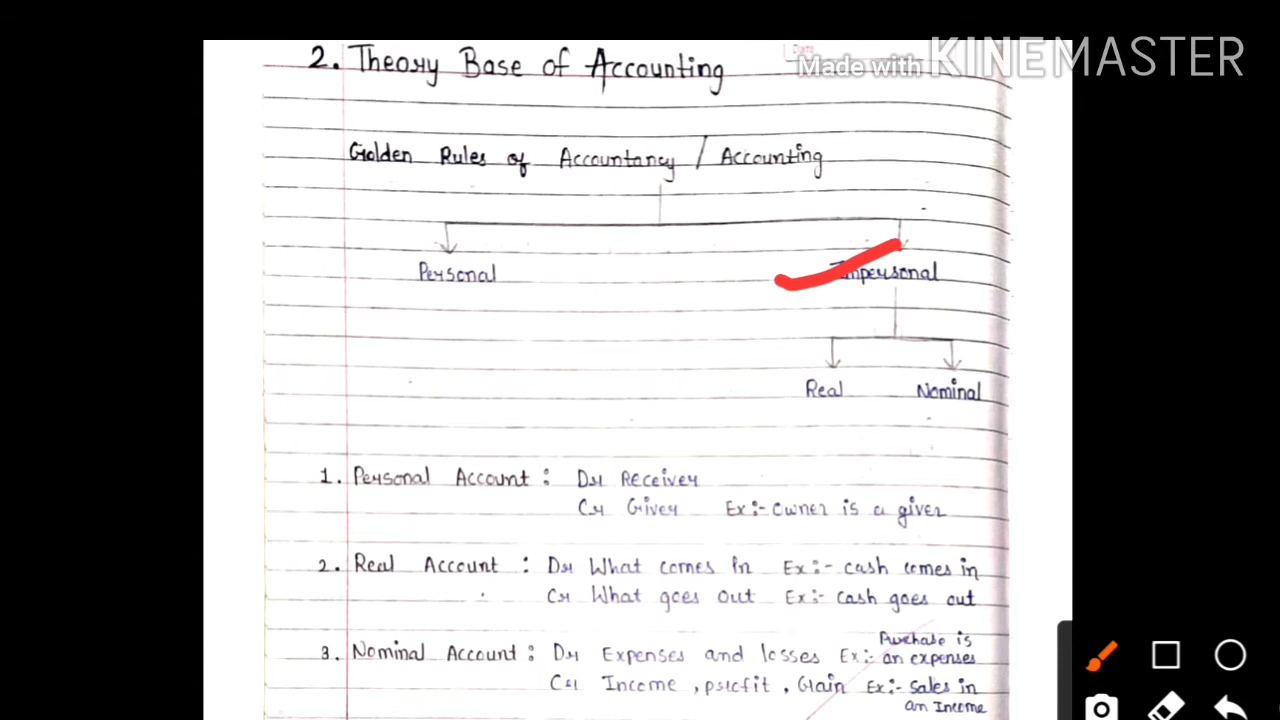 Made with KINEMASTER
2. Theory Base of Accounting
Golden Rules of Accountancy / Accounting
Personal
Impersonal
Real Nominal
1. Personal Account : Dr Receiver
Cr Giver Ex:- owner is a giver
2. Real Account : Dr What comes In Ex:- cash comes in
Cr What goes out Ex:- cash goes out
3. Nominal Account : Dr Expenses and losses Ex:- Purchase is an expenses
Cr Income , profit , Gain Ex:- sales in an Income